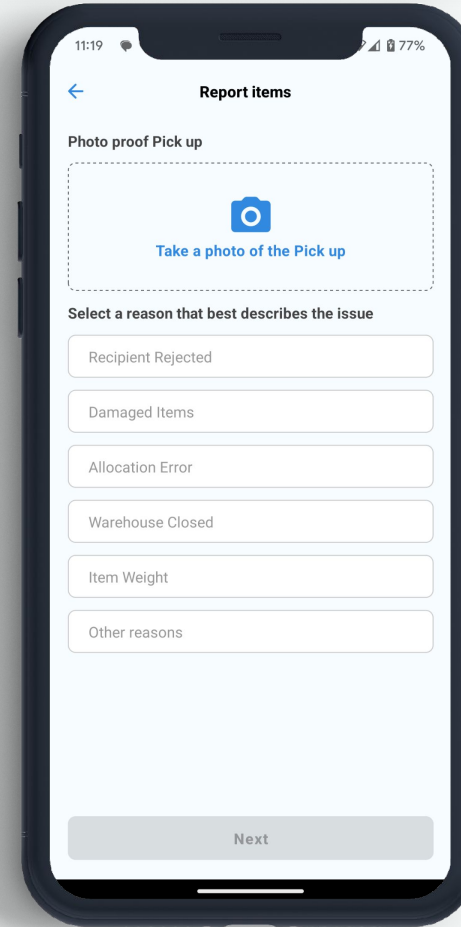 11:19
77%
Report items
Photo proof Pick up
Take a photo of the Pick up
Select a reason that best describes the issue
Recipient Rejected
Damaged Items
Allocation Error
Warehouse Closed
Item Weight
Other reasons
Next